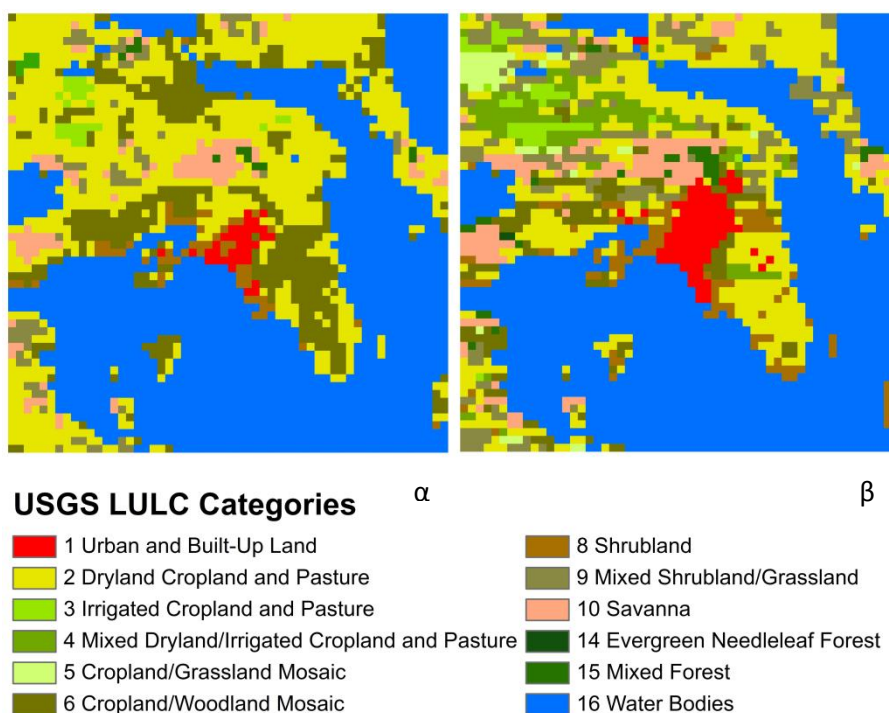 α
β
USGS LULC Categories
1 Urban and Built-Up Land
2 Dryland Cropland and Pasture
3 Irrigated Cropland and Pasture
4 Mixed Dryland/Irrigated Cropland and Pasture
5 Cropland/Grassland Mosaic
6 Cropland/Woodland Mosaic
8 Shrubland
9 Mixed Shrubland/Grassland
10 Savanna
14 Evergreen Needleleaf Forest
15 Mixed Forest
16 Water Bodies